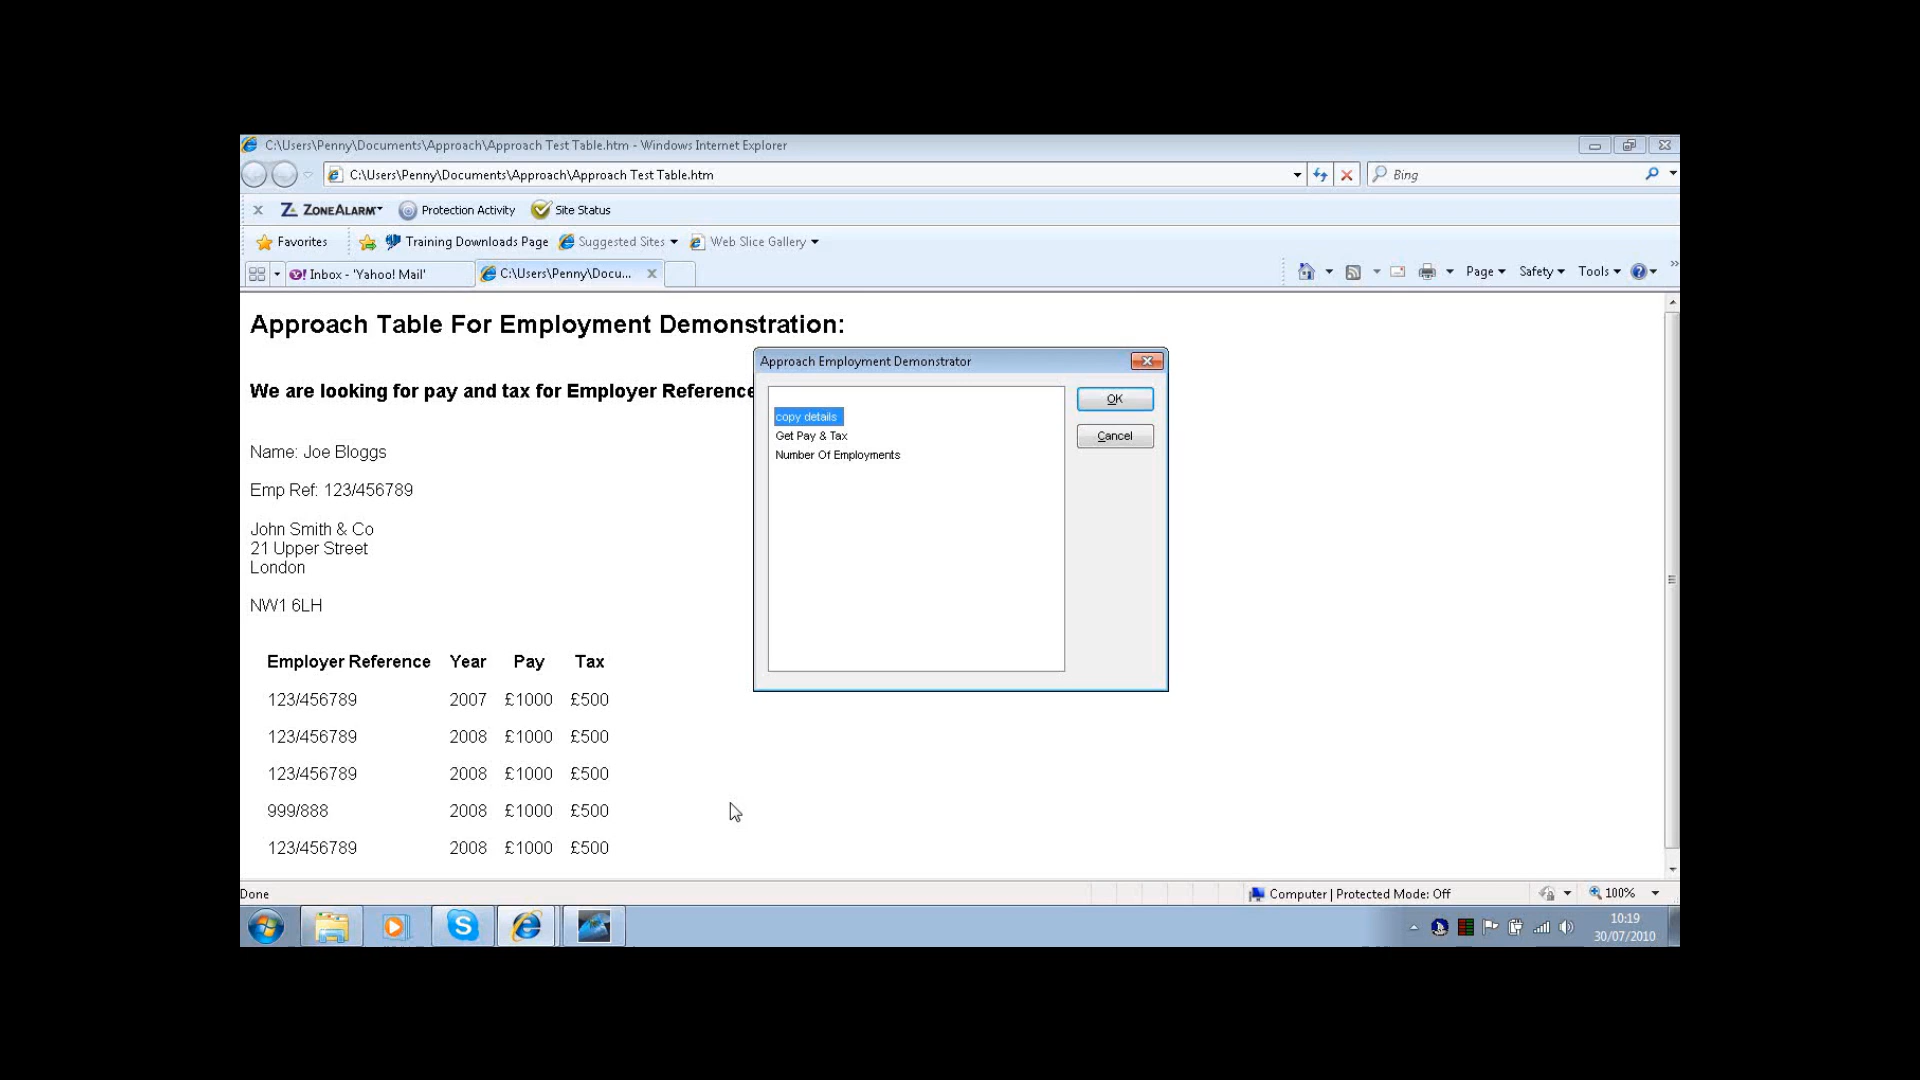 C:\Users\Penny\Documents\Approach\Approach Test Table.htm - Windows Internet Explorer
C:\Users\Penny\Documents\Approach\Approach Test Table.htm
Bing
ZONEALARM
Protection Activity
Site Status
Favorites
Training Downloads Page
Suggested Sites
Web Slice Gallery
Inbox - 'Yahoo! Mail'
C:\Users\Penny\Docu...
Page
Safety
Tools
Approach Table For Employment Demonstration:
We are looking for pay and tax for Employer Reference
Name: Joe Bloggs
Emp Ref: 123/456789
John Smith & Co
21 Upper Street
London
NW1 6LH
Employer Reference Year Pay Tax
123/456789 2007 £1000 £500
123/456789 2008 £1000 £500
123/456789 2008 £1000 £500
999/888 2008 £1000 £500
123/456789 2008 £1000 £500
Approach Employment Demonstrator
copy details
Get Pay & Tax
Number Of Employments
OK
Cancel
Done
Computer | Protected Mode: Off
100%
10:19
30/07/2010